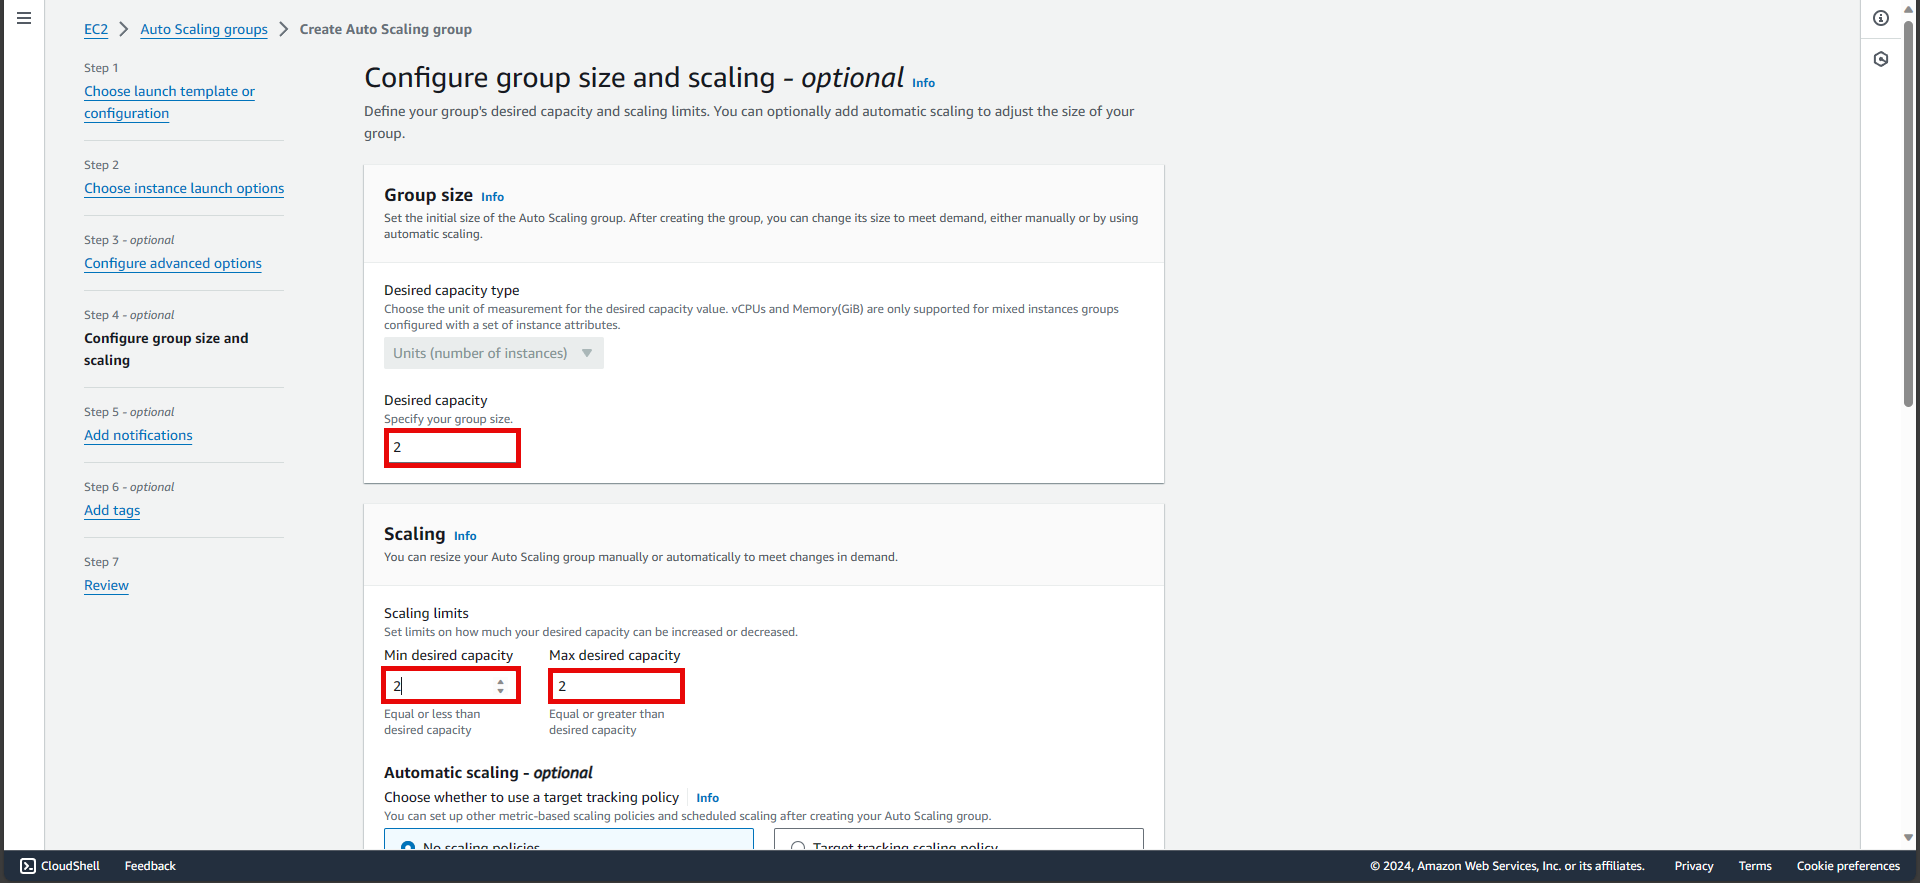 EC2 > Auto Scaling groups > Create Auto Scaling group
Step 1
Choose launch template or
configuration
Step 2
Choose instance launch options
Step 3 - optional
Configure advanced options
Step 4 - optional
Configure group size and
scaling
Step 5 - optional
Add notifications
Step 6 - optional
Add tags
Step 7
Review
Configure group size and scaling - optional Info
Define your group's desired capacity and scaling limits. You can optionally add automatic scaling to adjust the size of your
group.
Group size Info
Set the initial size of the Auto Scaling group. After creating the group, you can change its size to meet demand, either manually or by using
automatic scaling.
Desired capacity type
Choose the unit of measurement for the desired capacity value. vCPUs and Memory(GiB) are only supported for mixed instances groups
configured with a set of instance attributes.
Units (number of instances)
Desired capacity
Specify your group size.
2
Scaling Info
You can resize your Auto Scaling group manually or automatically to meet changes in demand.
Scaling limits
Set limits on how much your desired capacity can be increased or decreased.
Min desired capacity Max desired capacity
2 2
Equal or less than Equal or greater than
desired capacity desired capacity
Automatic scaling - optional
Choose whether to use a target tracking policy Info
You can set up other metric-based scaling policies and scheduled scaling after creating your Auto Scaling group.
No scaling policies Target tracking scaling policy
CloudShell Feedback © 2024, Amazon Web Services, Inc. or its affiliates. Privacy Terms Cookie preferences